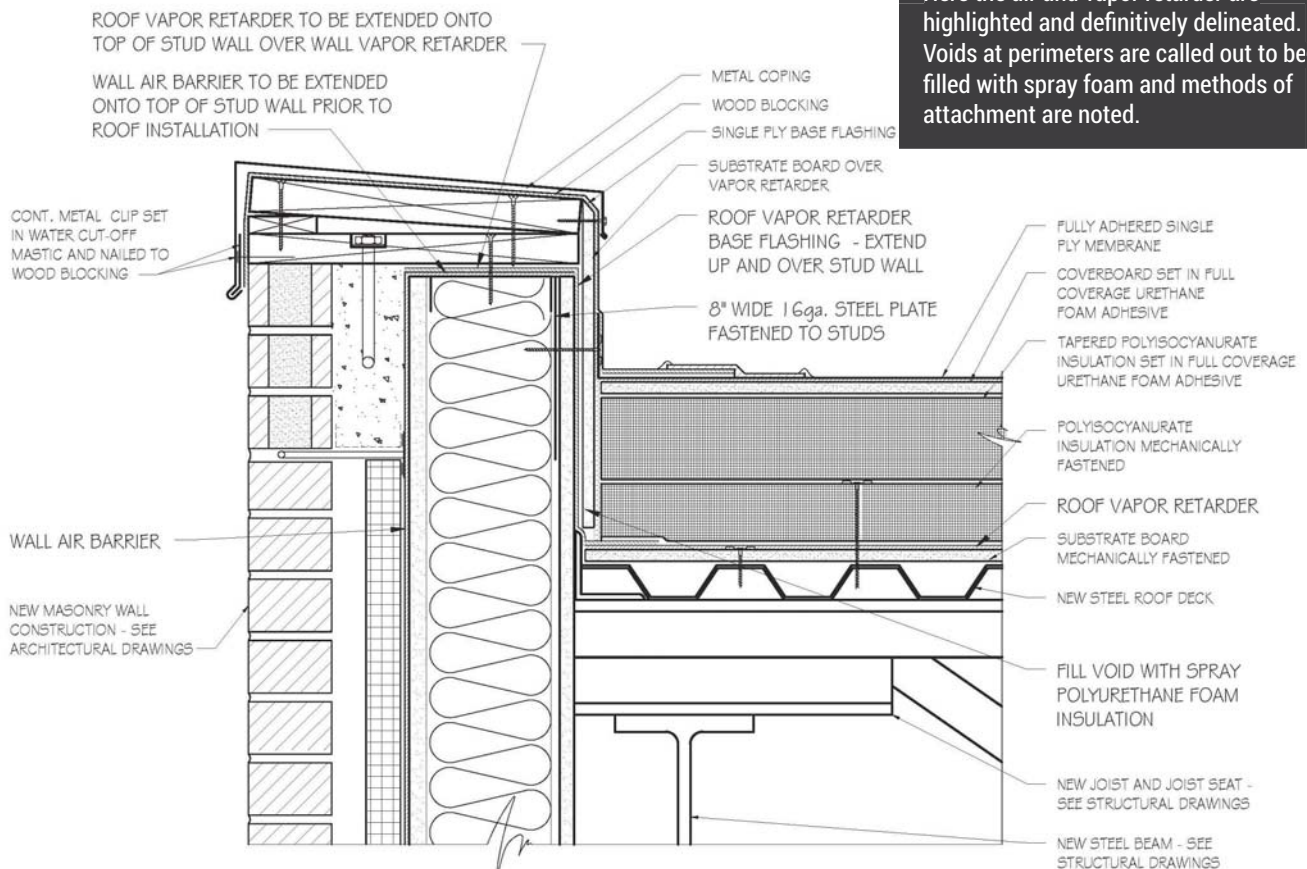 ROOF VAPOR RETARDER TO BE EXTENDED ONTO
TOP OF STUD WALL OVER WALL VAPOR RETARDER
WALL AIR BARRIER TO BE EXTENDED
ONTO TOP OF STUD WALL PRIOR TO
ROOF INSTALLATION
CONT. METAL CLIP SET
IN WATER CUT-OFF
MASTIC AND NAILED TO
WOOD BLOCKING
WALL AIR BARRIER
NEW MASONRY WALL
CONSTRUCTION - SEE
ARCHITECTURAL DRAWINGS
METAL COPING
WOOD BLOCKING
SINGLE PLY BASE FLASHING
SUBSTRATE BOARD OVER
VAPOR RETARDER
ROOF VAPOR RETARDER
BASE FLASHING - EXTEND
UP AND OVER STUD WALL
8" WIDE 16ga. STEEL PLATE
FASTENED TO STUDS
Here the air and vapor retarder are
highlighted and definitively delineated.
Voids at perimeters are called out to be
filled with spray foam and methods of
attachment are noted.
FULLY ADHERED SINGLE
PLY MEMBRANE
COVERBOARD SET IN FULL
COVERAGE URETHANE
FOAM ADHESIVE
TAPERED POLYISOCYANURATE
INSULATION SET IN FULL COVERAGE
URETHANE FOAM ADHESIVE
POLYISOCYANURATE
INSULATION MECHANICALLY
FASTENED
ROOF VAPOR RETARDER
SUBSTRATE BOARD
MECHANICALLY FASTENED
NEW STEEL ROOF DECK
FILL VOID WITH SPRAY
POLYURETHANE FOAM
INSULATION
NEW JOIST AND JOIST SEAT -
SEE STRUCTURAL DRAWINGS
NEW STEEL BEAM - SEE
STRUCTURAL DRAWINGS